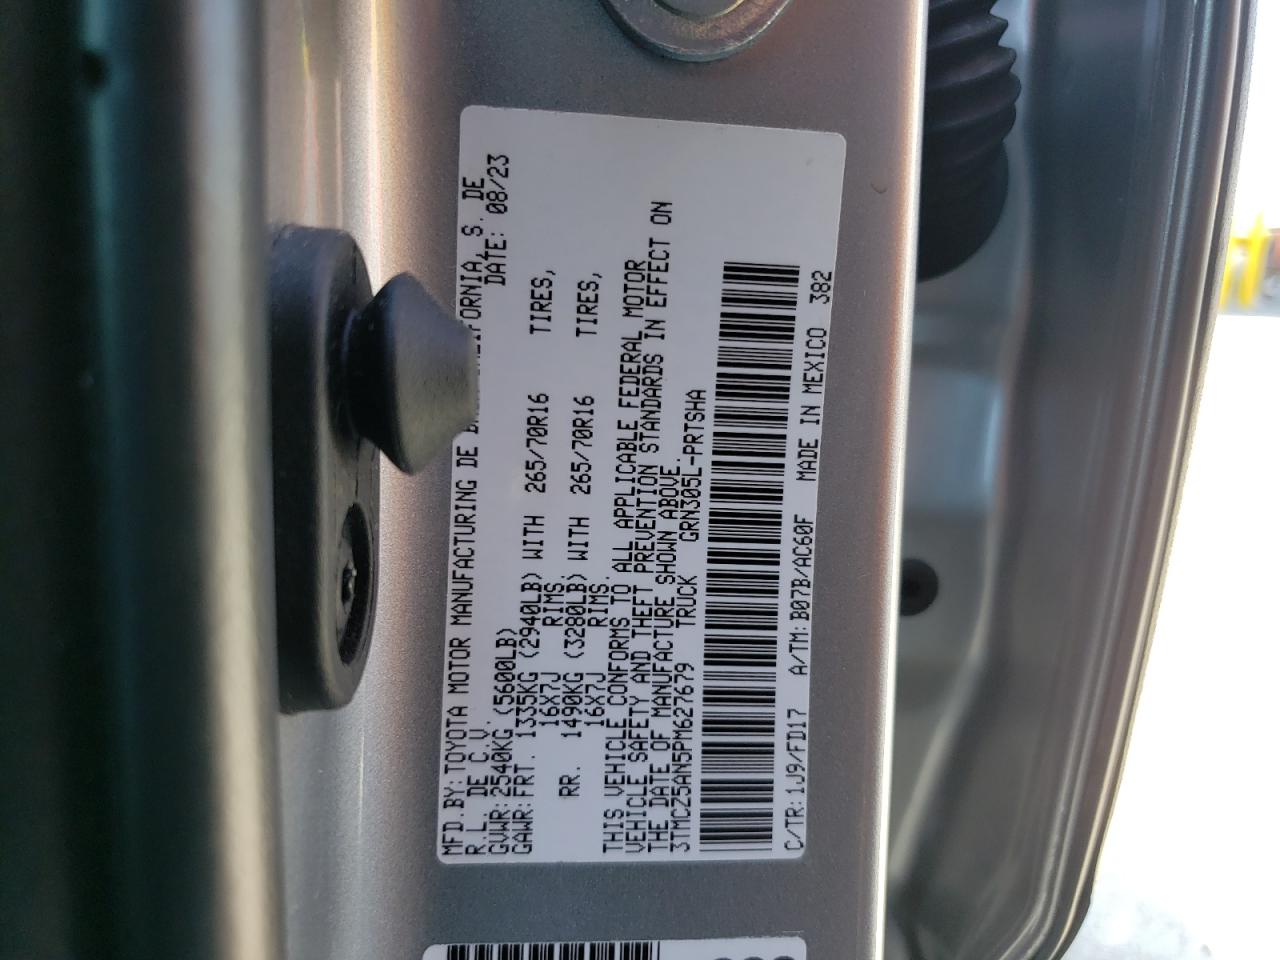 MFD.BY:TOYOTA MOTOR MANUFACTURING DE CALIFORNIA, S. DE
R.L. DE C.V. DATE: 08/23
GVWR:2540KG (5600LB)
GAWR:FRT. 1335KG (2940LB) WITH 265/70R16 TIRES,
16X7J RIMS.
RR. 1490KG (3280LB) WITH 265/70R16 TIRES,
16X7J RIMS.
THIS VEHICLE CONFORMS TO ALL APPLICABLE FEDERAL MOTOR
VEHICLE SAFETY AND THEFT PREVENTION STANDARDS IN EFFECT ON
THE DATE OF MANUFACTURE SHOWN ABOVE.
3TMCZ5AN5PM627679 TRUCK GRN305L-PRTSHA
C/TR:1J9/FD17 A/TM:B07B/AC60F MADE IN MEXICO 382